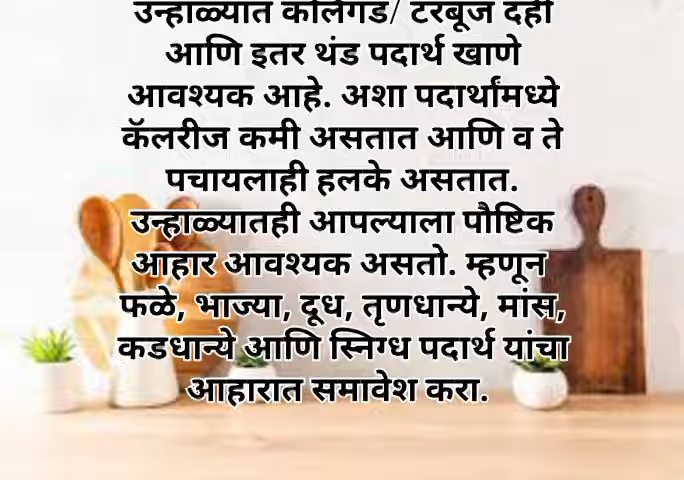 उन्हाळ्यात कलिंगड/ टरबूज दही
आणि इतर थंड पदार्थ खाणे
आवश्यक आहे. अशा पदार्थांमध्ये
कॅलरीज कमी असतात आणि व ते
पचायलाही हलके असतात.
उन्हाळ्यातही आपल्याला पौष्टिक
आहार आवश्यक असतो. म्हणून
फळे, भाज्या, दूध, तृणधान्ये, मांस,
कडधान्ये आणि स्निग्ध पदार्थ यांचा
आहारात समावेश करा.